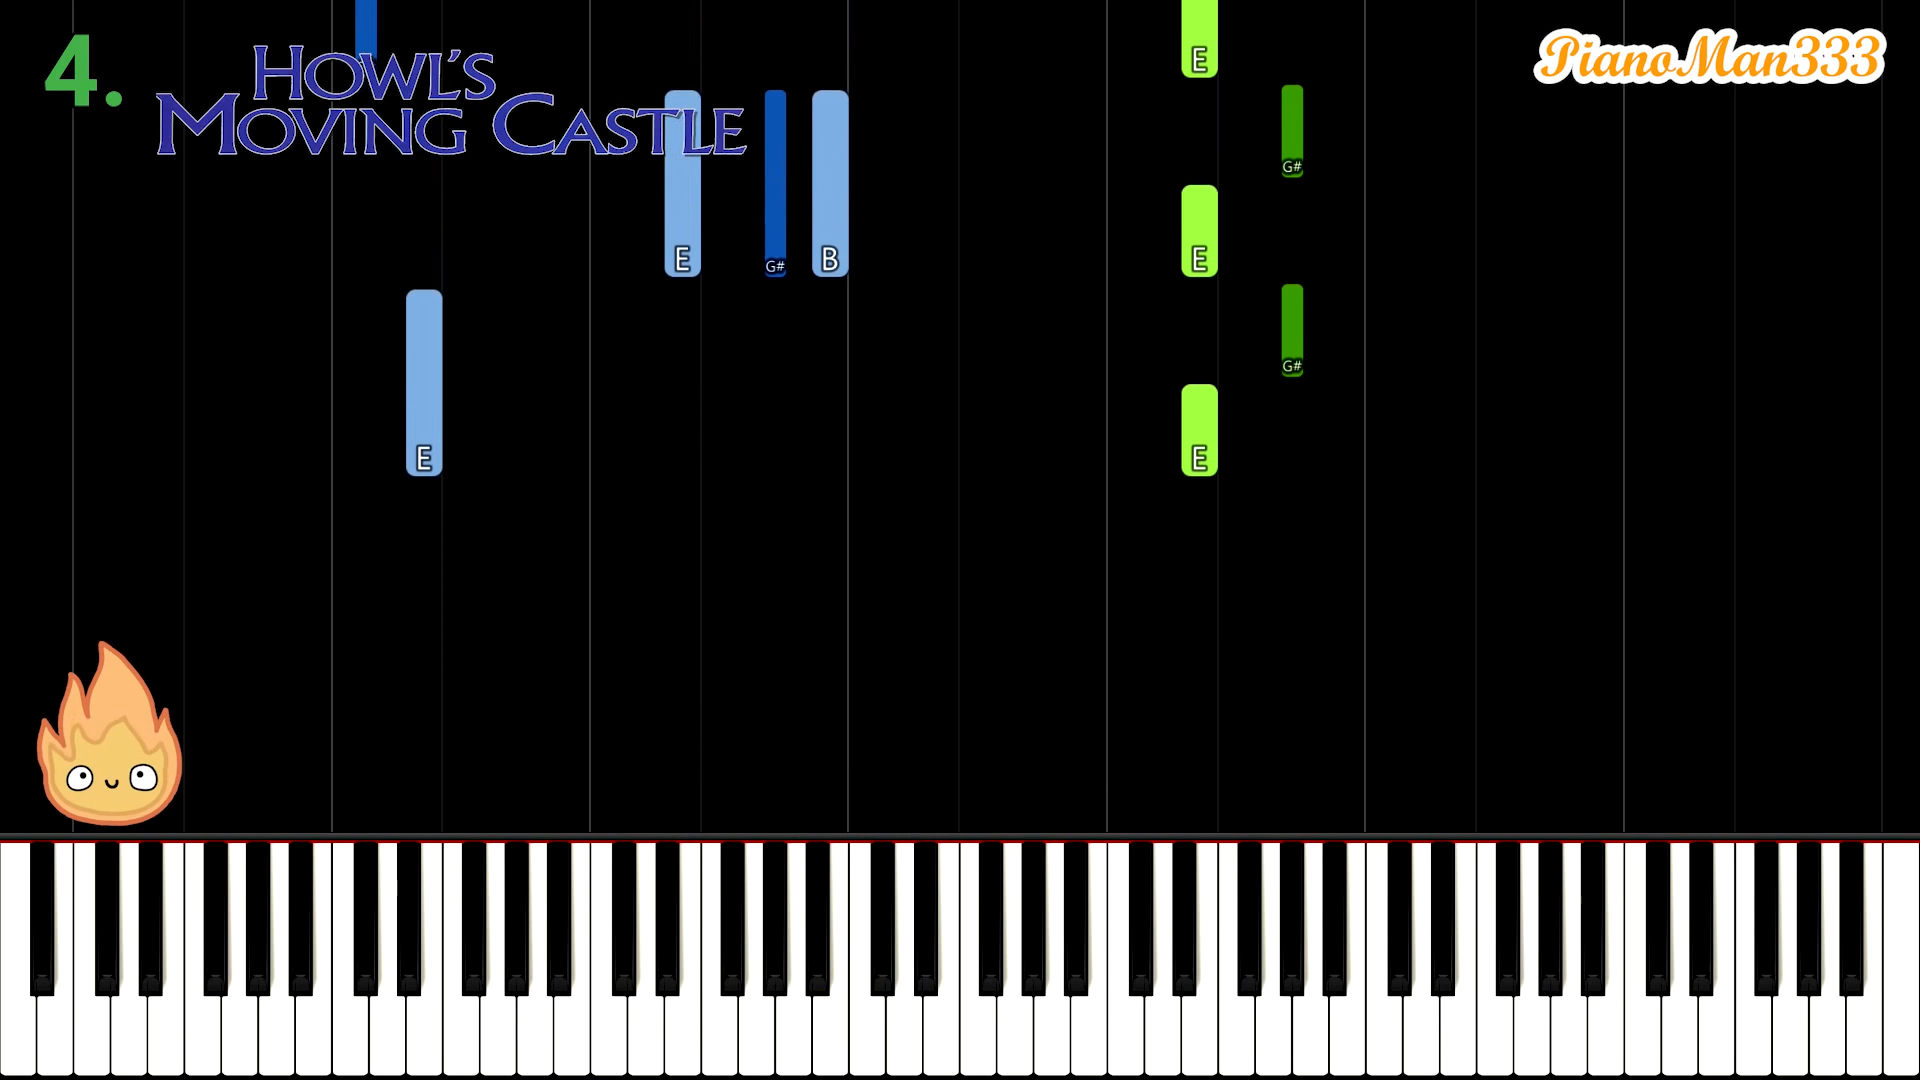 4.
HOWL'S
MOVING CASTLE
PianoMan333
E
G#
E G# B
E
G#
E
E